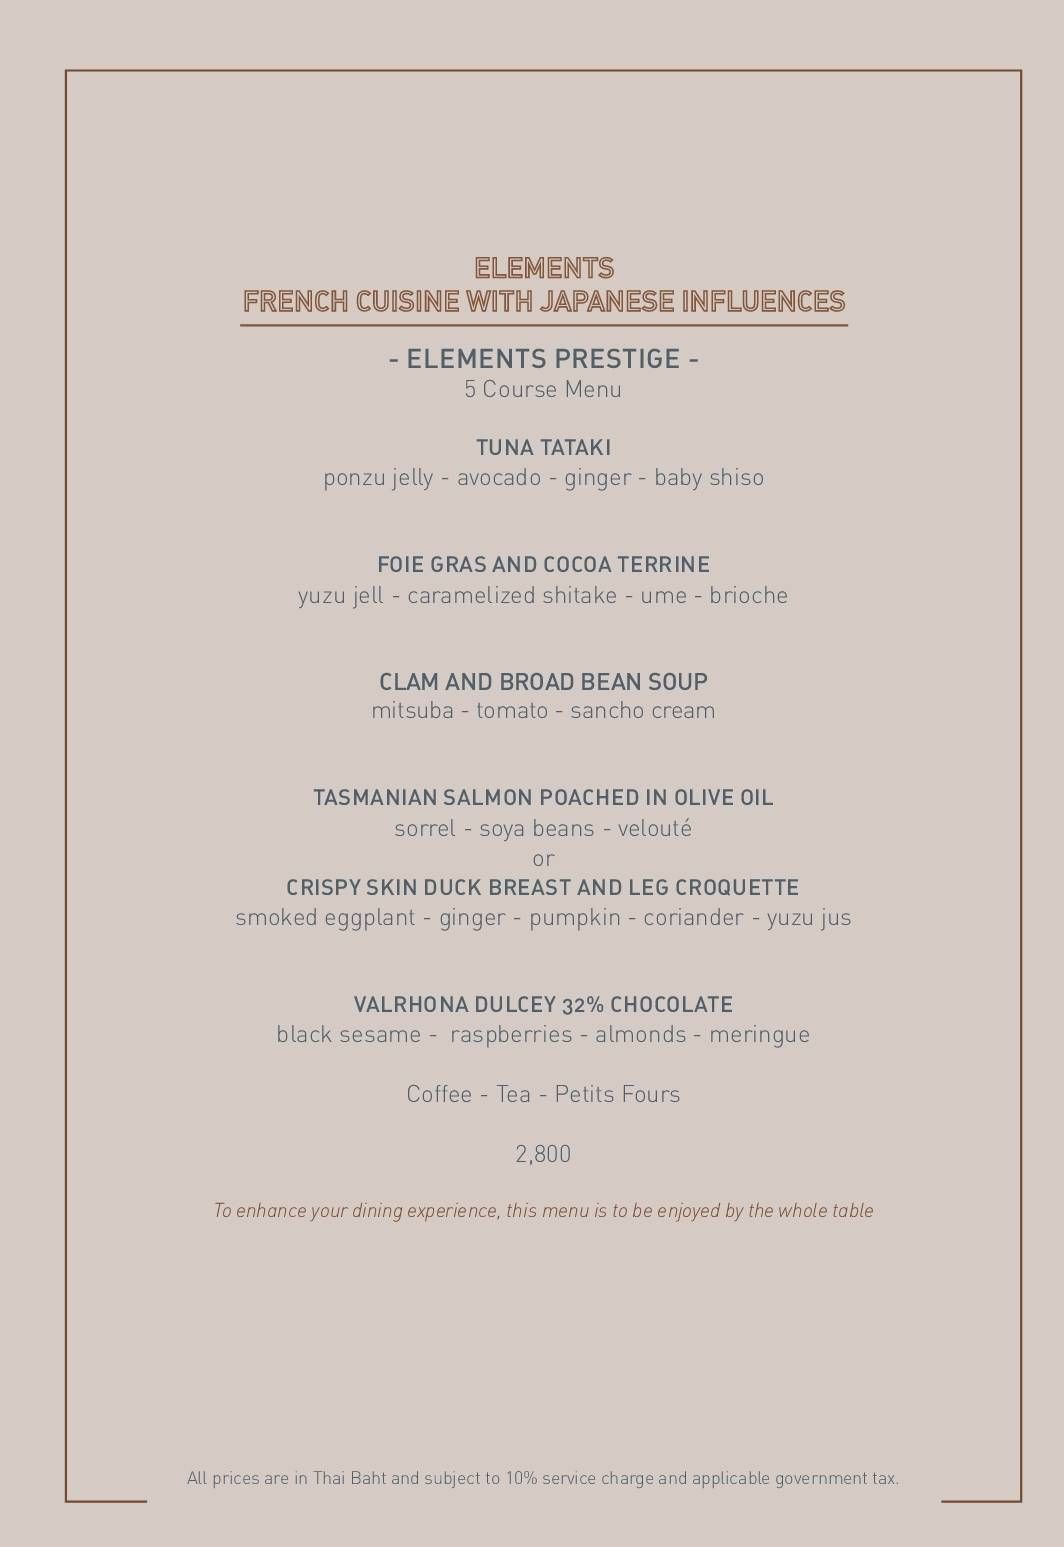 ELEMENTS
FRENCH CUISINE WITH JAPANESE INFLUENCES
- ELEMENTS PRESTIGE -
5 Course Menu
TUNA TATAKI
ponzu jelly - avocado - ginger - baby shiso
FOIE GRAS AND COCOA TERRINE
yuzu jell - caramelized shitake - ume - brioche
CLAM AND BROAD BEAN SOUP
mitsuba - tomato - sancho cream
TASMANIAN SALMON POACHED IN OLIVE OIL
sorrel - soya beans - velouté
or
CRISPY SKIN DUCK BREAST AND LEG CROQUETTE
smoked eggplant - ginger - pumpkin - coriander - yuzu jus
VALRHONA DULCEY 32% CHOCOLATE
black sesame - raspberries - almonds - meringue
Coffee - Tea - Petits Fours
2,800
To enhance your dining experience, this menu is to be enjoyed by the whole table
All prices are in Thai Baht and subject to 10% service charge and applicable government tax.